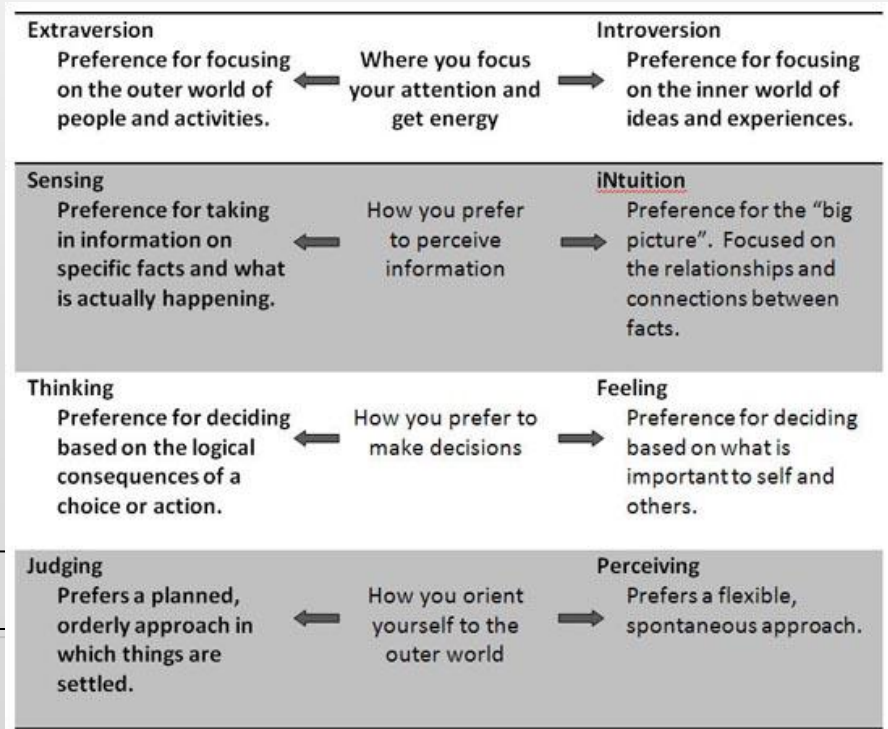 Extraversion
Preference for focusing
on the outer world of
people and activities.
Where you focus
your attention and
get energy
Introversion
Preference for focusing
on the inner world of
ideas and experiences.
Sensing
Preference for taking
in information on
specific facts and what
is actually happening.
How you prefer
to perceive
information
iNtuition
Preference for the “big
picture”. Focused on
the relationships and
connections between
facts.
Thinking
Preference for deciding
based on the logical
consequences of a
choice or action.
How you prefer to
make decisions
Feeling
Preference for deciding
based on what is
important to self and
others.
Judging
Prefers a planned,
orderly approach in
which things are
settled.
How you orient
yourself to the
outer world
Perceiving
Prefers a flexible,
spontaneous approach.